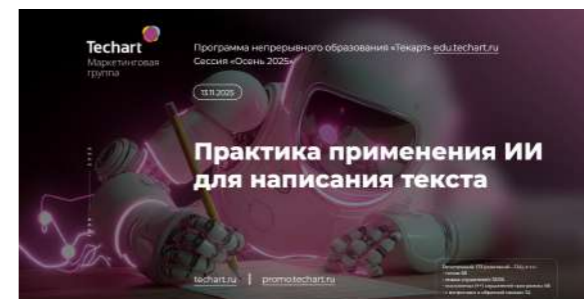 Techart
Маркетинговая
группа
Программа непрерывного образования «Текарт» edu.techart.ru
Сессия «Осень 2025»
13.11.2025
Практика применения ИИ
для написания текста
techart.ru | promo.techart.ru